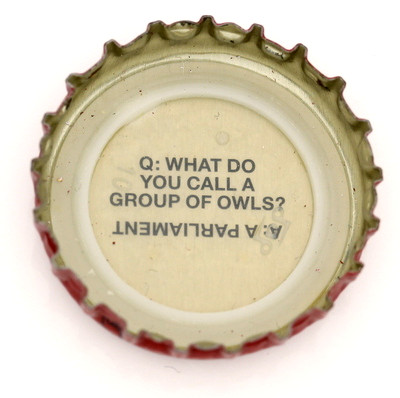 Q: WHAT DO
YOU CALL A
GROUP OF OWLS?
A: A PARLIAMENT